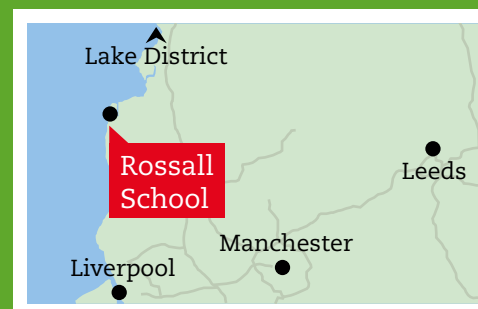 Lake District
Rossall
School
Leeds
Manchester
Liverpool